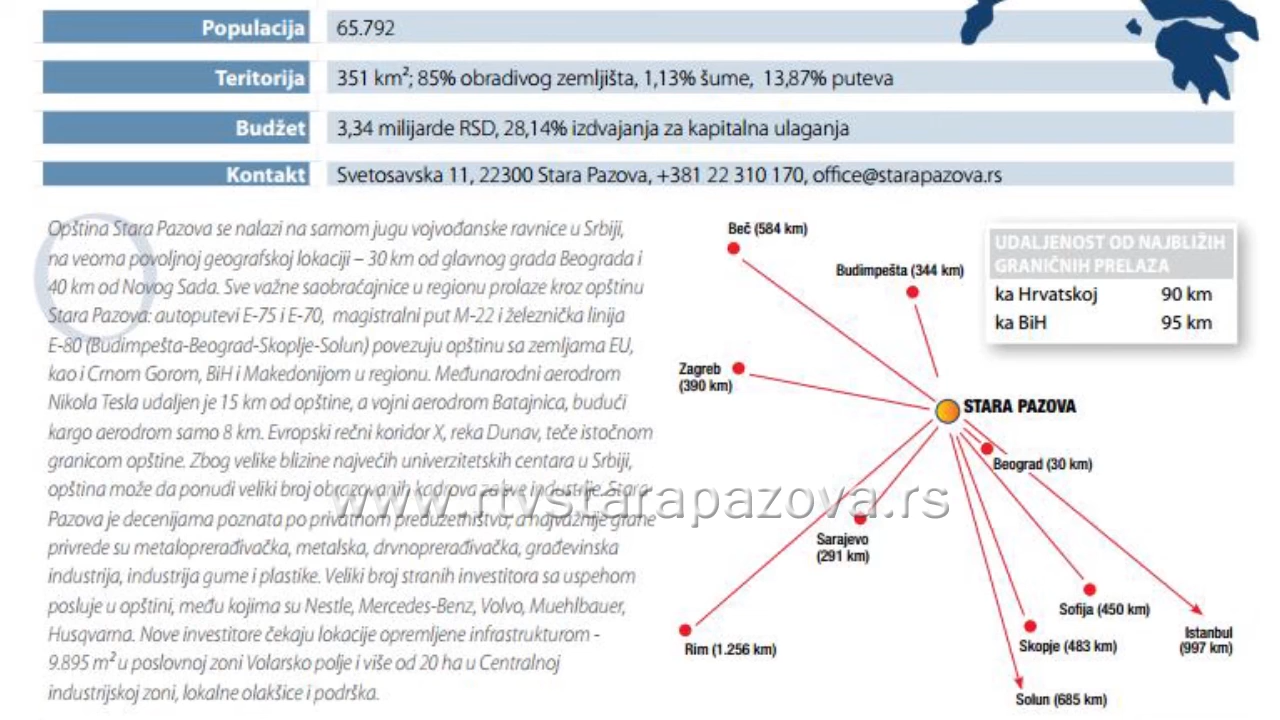 Populacija 65.792
Teritorija 351 km²; 85% obradivog zemljišta, 1,13% šume, 13,87% puteva
Budžet 3,34 milijarde RSD, 28,14% izdvajanja za kapitalna ulaganja
Kontakt Svetosavska 11, 22300 Stara Pazova, +381 22 310 170, office@starapazova.rs
Opština Stara Pazova se nalazi na samom jugu vojvođanske ravnice u Srbiji,
na veoma povoljnoj geografskoj lokaciji – 30 km od glavnog grada Beograda i
40 km od Novog Sada. Sve važne saobraćajnice u regionu prolaze kroz opštinu
Stara Pazova: autoputevi E-75 i E-70, magistralni put M-22 i železnička linija
E-80 (Budimpešta-Beograd-Skoplje-Solun) povezuju opštinu sa zemljama EU,
kao i Crnom Gorom, BiH i Makedonijom u regionu. Međunarodni aerodrom
Nikola Tesla udaljen je 15 km od opštine, a vojni aerodrom Batajnica, budući
kargo aerodrom samo 8 km. Evropski rečni koridor X, reka Dunav, teče istočnom
granicom opštine. Zbog velike blizine najvećih univerzitetskih centara u Srbiji,
opština može da ponudi veliki broj obrazovanih kadrova za sve industrije. Stara
Pazova je decenijama poznata po privatnom preduzetništvu, a najvažnije grane
privrede su metaloprerađivačka, metalska, drvnoprerađivačka, građevinska
industrija, industrija gume i plastike. Veliki broj stranih investitora sa uspehom
posluje u opštini, među kojima su Nestle, Mercedes-Benz, Volvo, Muehlbauer,
Husqvarna. Nove investitore čekaju lokacije opremljene infrastrukturom -
9.895 m² u poslovnoj zoni Volarsko polje i više od 20 ha u Centralnoj
industrijskoj zoni, lokalne olakšice i podrška.
www.rtvstarapazova.rs
Beč (584 km)
Budimpešta (344 km)
Zagreb
(390 km)
STARA PAZOVA
Beograd (30 km)
Sarajevo
(291 km)
Sofija (450 km)
Istanbul
(997 km)
Skopje (483 km)
Rim (1.256 km)
Solun (685 km)
UDALJENOST OD NAJBLIŽIH
GRANIČNIH PRELAZA
ka Hrvatskoj 90 km
ka BiH 95 km